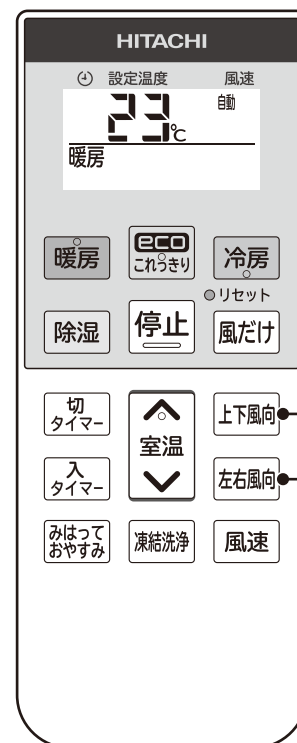 HITACHI
設定温度 風速
23℃ 自動
暖房
暖房 eco これっきり 冷房
リセット
除湿 停止 風だけ
切タイマー 室温 上下風向
入タイマー 左右風向
みはっておやすみ 凍結洗浄 風速